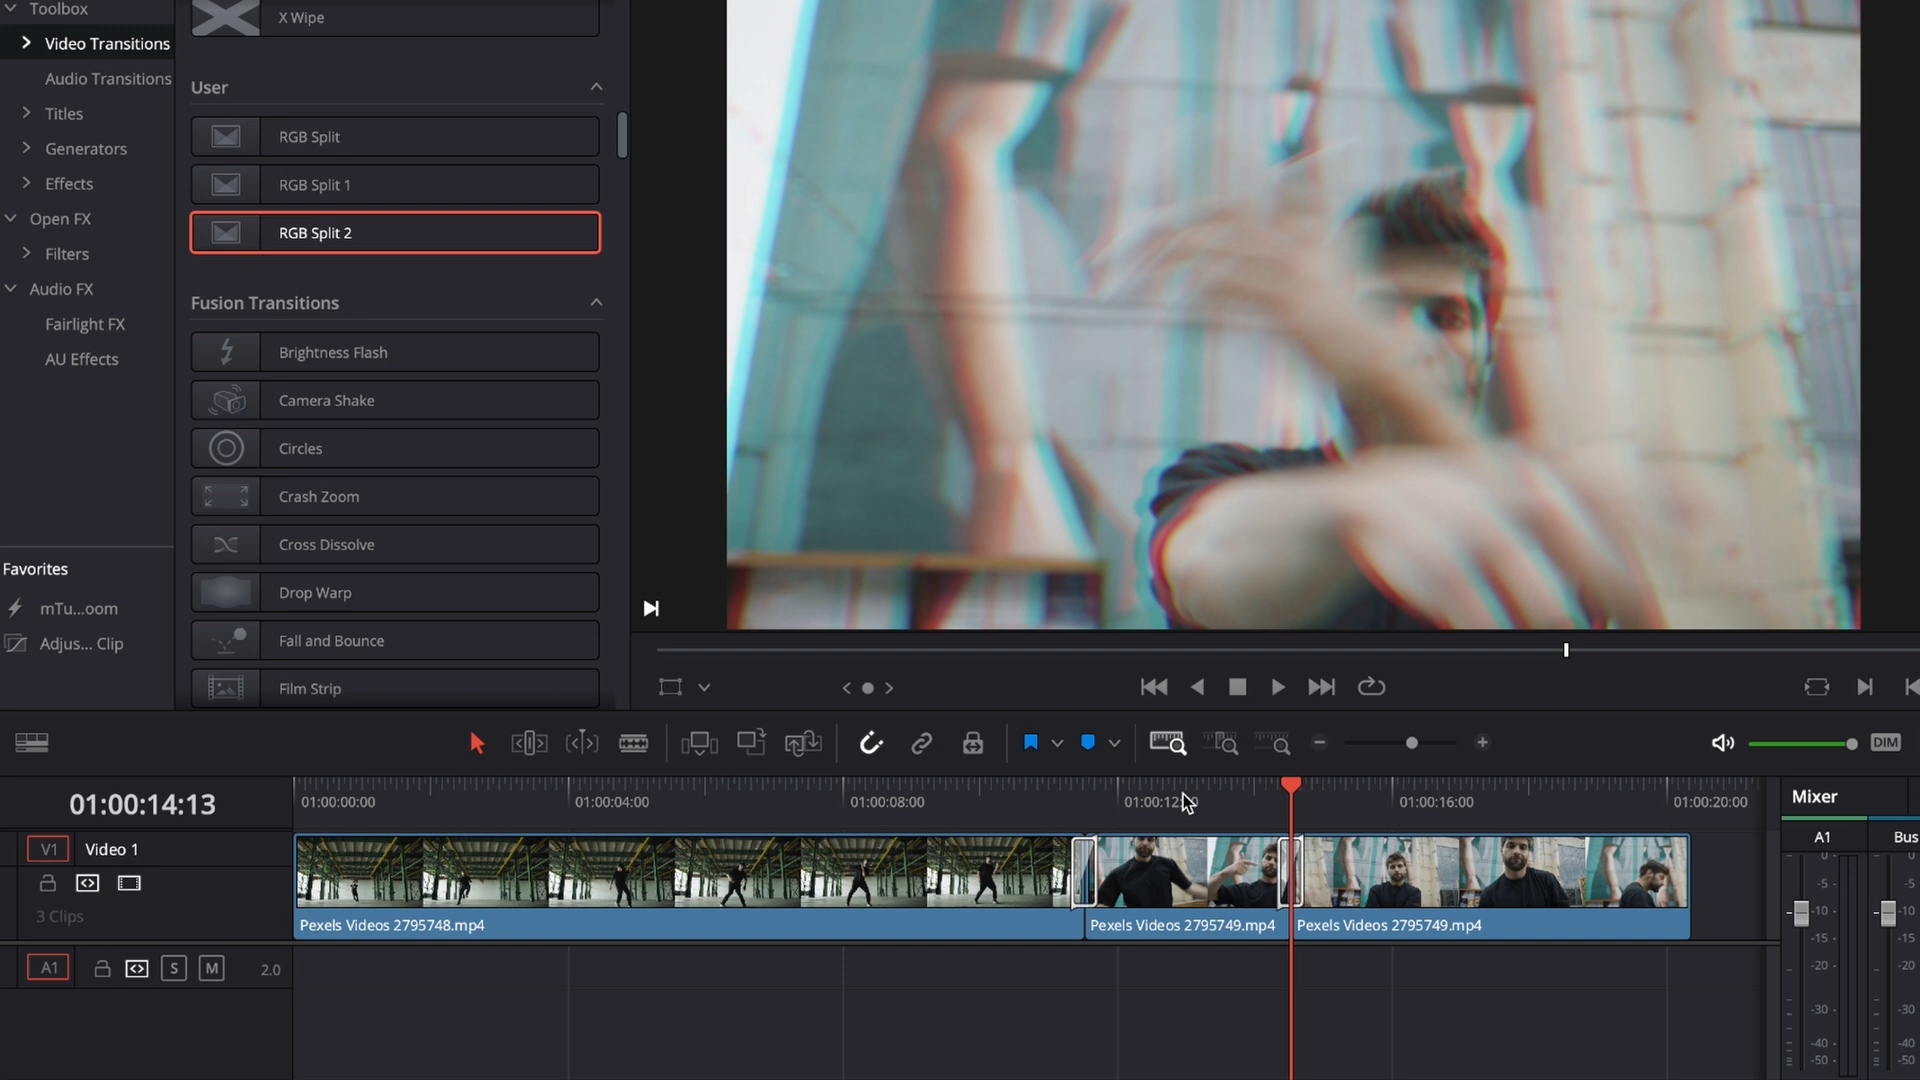 Toolbox
Video Transitions
Audio Transitions
Titles
Generators
Effects
Open FX
Filters
Audio FX
Fairlight FX
AU Effects
Favorites
mTu...oom
Adjus... Clip
X Wipe
User
RGB Split
RGB Split 1
RGB Split 2
Fusion Transitions
Brightness Flash
Camera Shake
Circles
Crash Zoom
Cross Dissolve
Drop Warp
Fall and Bounce
Film Strip
DIM
01:00:14:13
01:00:00:00
01:00:04:00
01:00:08:00
01:00:16:00
01:00:20:00
V1
Video 1
3 Clips
Pexels Videos 2795748.mp4
Pexels Videos 2795749.mp4
Pexels Videos 2795749.mp4
A1
S
M
2.0
Mixer
A1
Bus
0
0
-5
-5
-10
-10
-15
-15
-20
-20
-30
-30
-40
-40
-50
-50